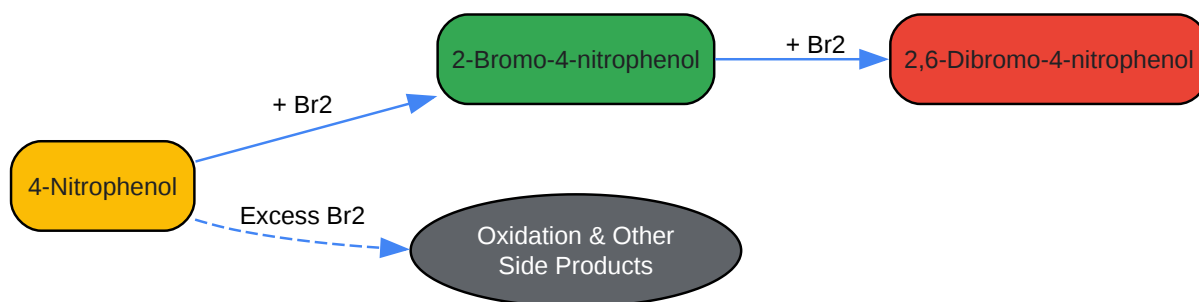 2-Bromo-4-nitrophenol
+ Br2
2,6-Dibromo-4-nitrophenol
+ Br2
4-Nitrophenol
Excess Br2
Oxidation & Other
Side Products